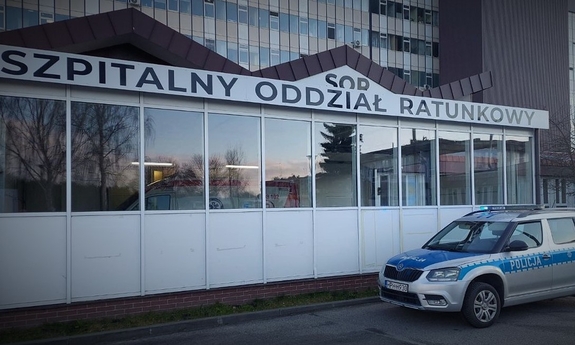 SOR
SZPITALNY ODDZIAŁ RATUNKOWY
POLICJA